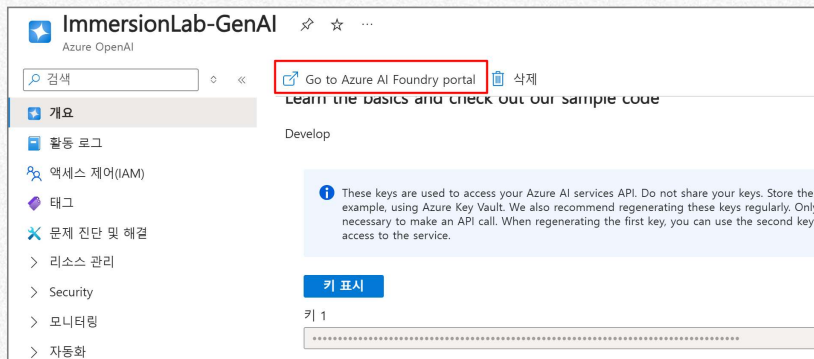 ImmersionLab-GenAI
Azure OpenAI
검색
Go to Azure AI Foundry portal
삭제
Learn the basics and check out our sample code
개요
Develop
활동 로그
액세스 제어(IAM)
These keys are used to access your Azure AI services API. Do not share your keys. Store the
태그
example, using Azure Key Vault. We also recommend regenerating these keys regularly. Only
necessary to make an API call. When regenerating the first key, you can use the second key
문제 진단 및 해결
access to the service.
리소스 관리
Security
키 표시
모니터링
키 1
자동화